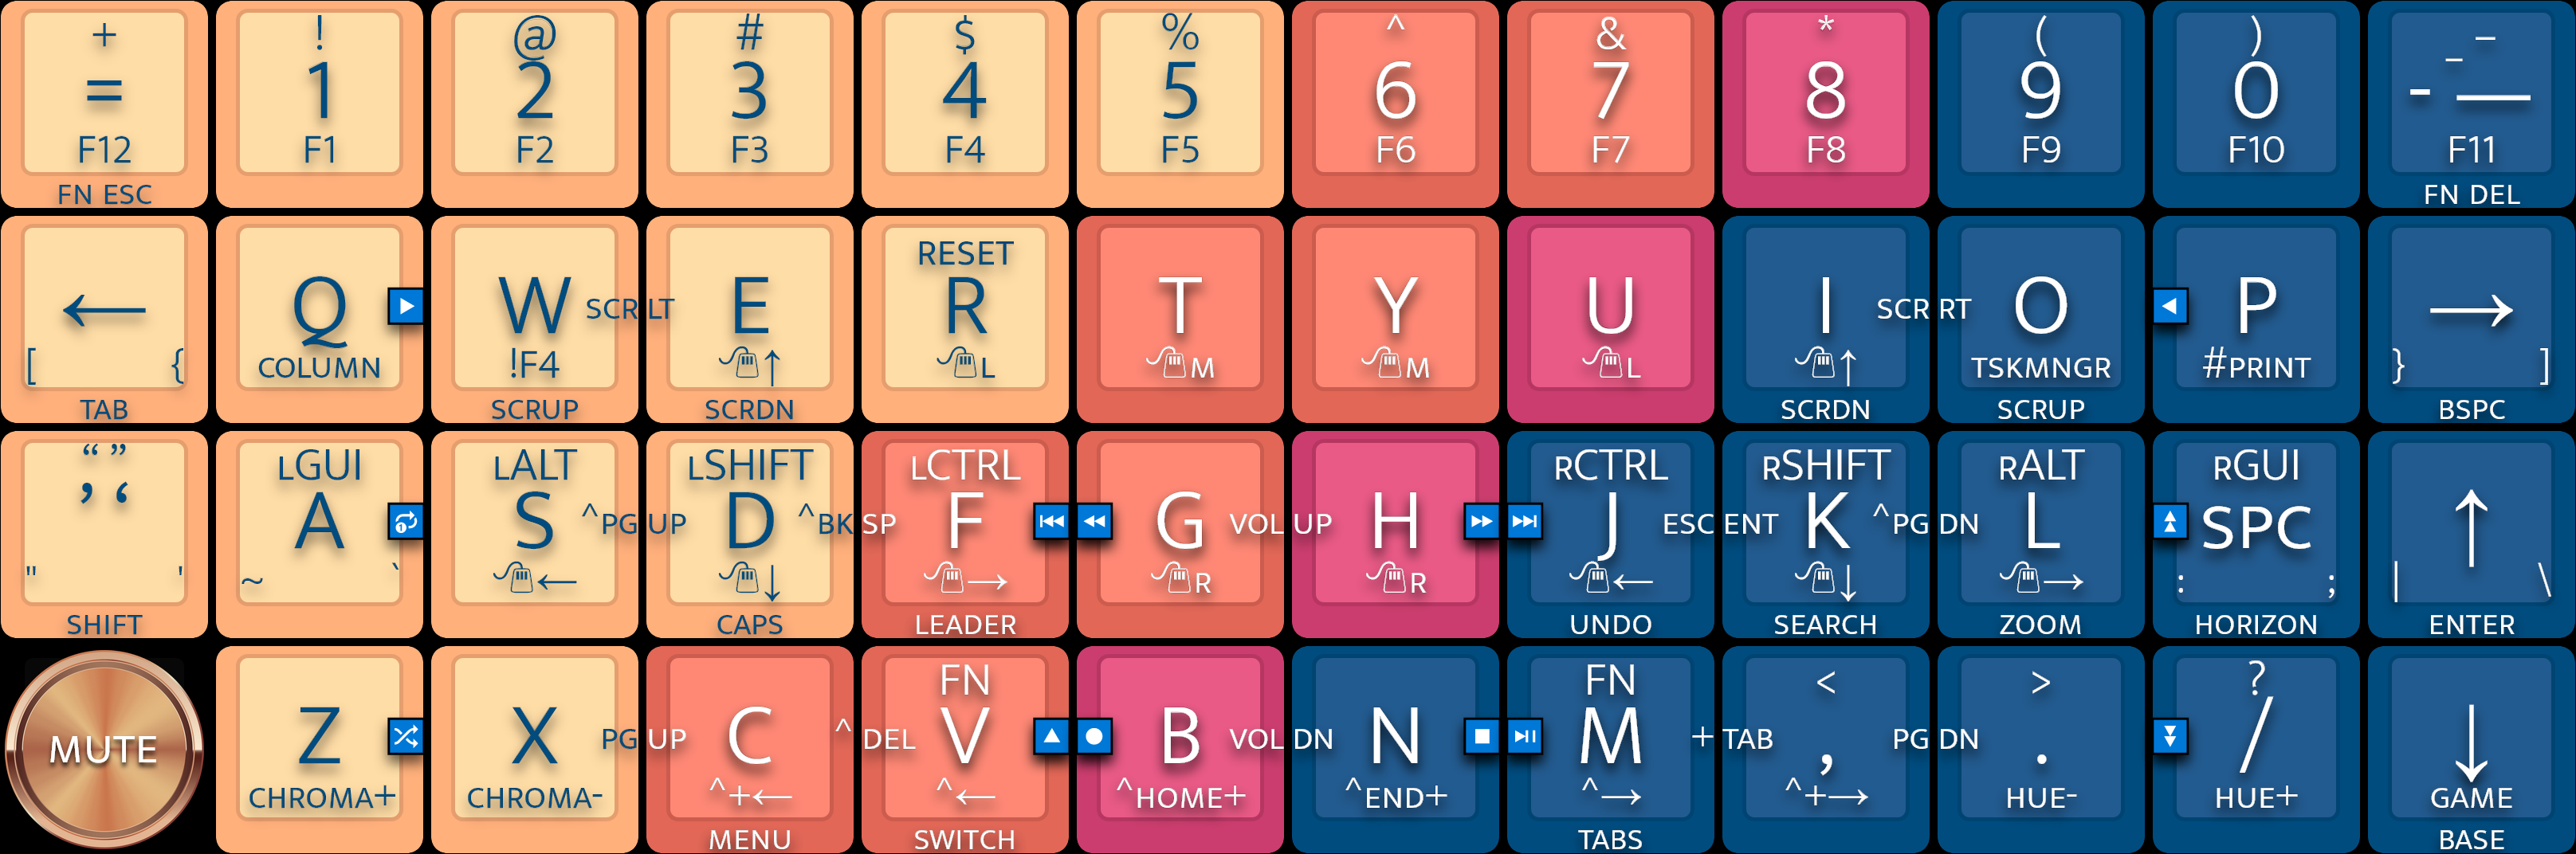 + ! @ # $ % ^ & * ( ) – _
= 1 2 3 4 5 6 7 8 9 0 - —
F12 F1 F2 F3 F4 F5 F6 F7 F8 F9 F10 F11
FN ESC FN DEL
RESET
← Q W SCR LT E R T Y U I SCR RT O P →
[ { COLUMN !F4 ↑ L M M L ↑ TSKMNGR #PRINT } ]
TAB SCRUP SCRDN SCRDN SCRUP BSPC
“ ” LGUI LALT LSHIFT LCTRL RCTRL RSHIFT RALT RGUI
’ ‘ A S ^PG UP D ^BK SP F G VOL UP H J ESC ENT K ^PG DN L SPC ↑
" ' ~ ` ← ↓ → R R ← ↓ → : ; | \
SHIFT CAPS LEADER UNDO SEARCH ZOOM HORIZON ENTER
FN FN < > ?
MUTE Z X PG UP C ^ DEL V B VOL DN N M + TAB , PG DN . / ↓
CHROMA+ CHROMA- ^+← ^← ^HOME+ ^END+ ^→ ^+→ HUE- HUE+ GAME
MENU SWITCH TABS BASE